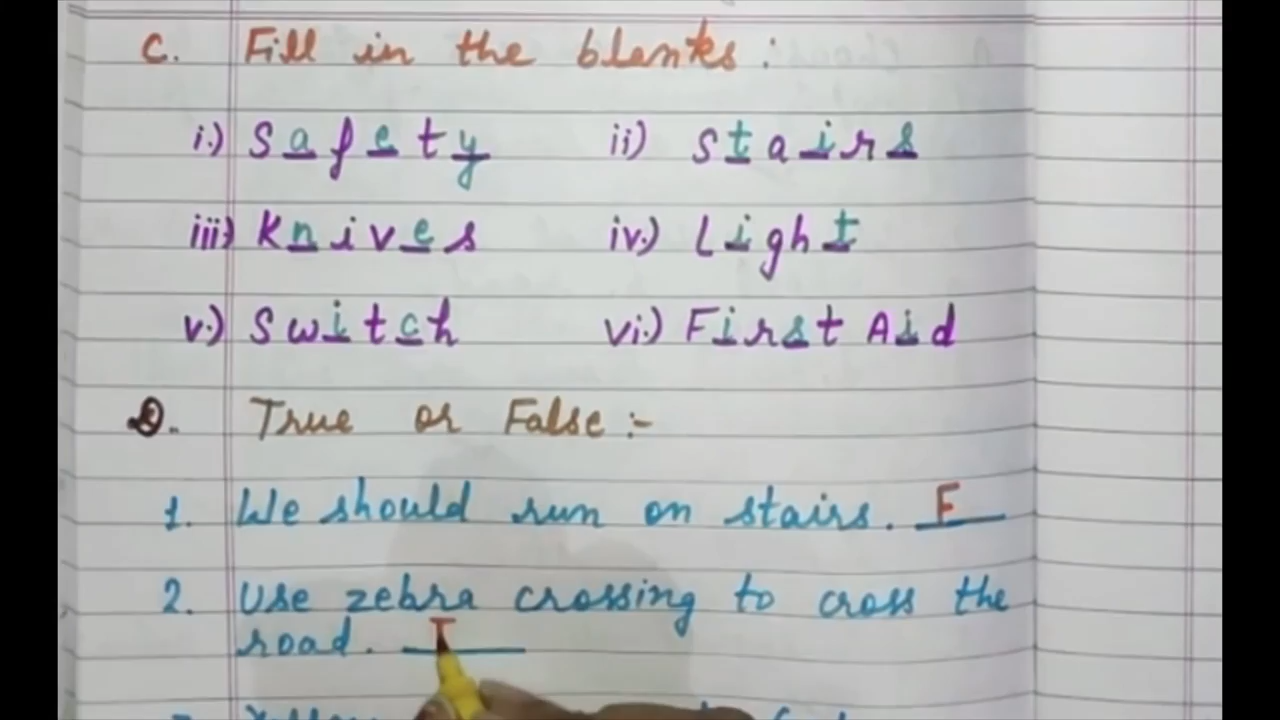 C. Fill in the blanks :
i.) Safety ii) Stairs
iii) Knives iv.) Light
v.) Switch vi.) First Aid
D. True or False :-
1. We should run on stairs. F
2. Use zebra crossing to cross the
road. T